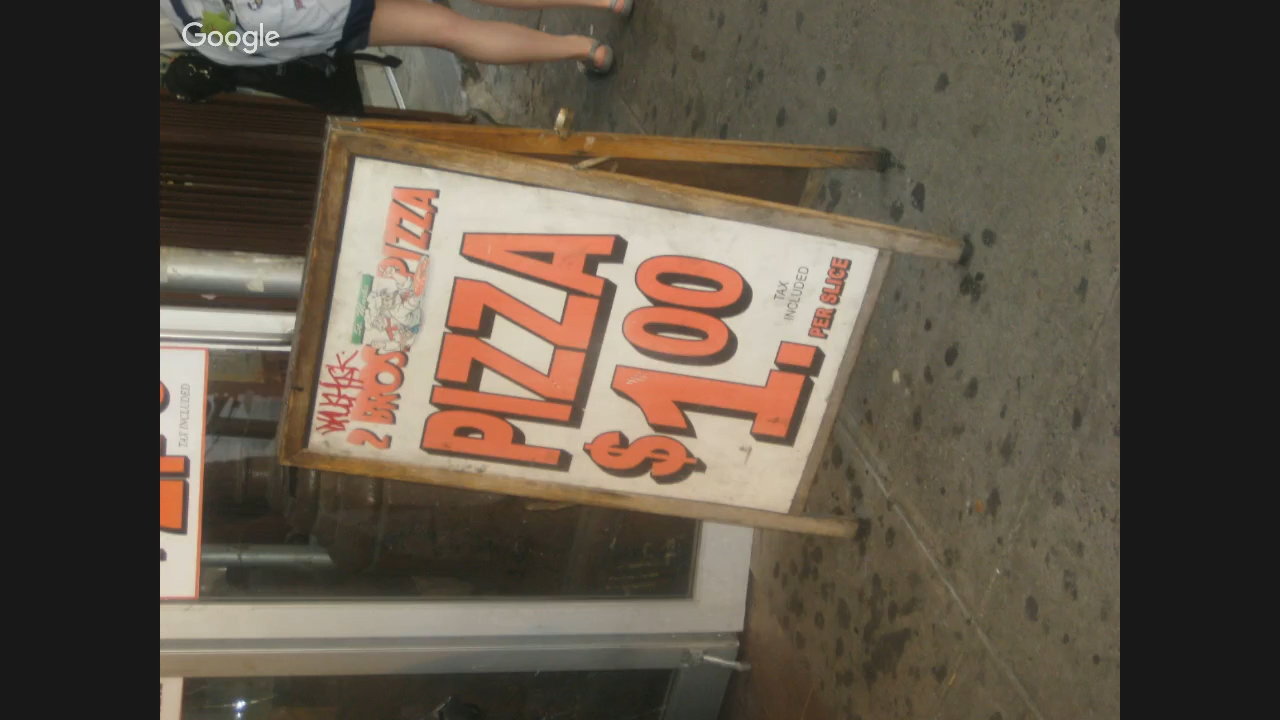 Google
2 BROS. PIZZA
PIZZA
$1.00
TAX
INCLUDED
PER SLICE
TAX INCLUDED